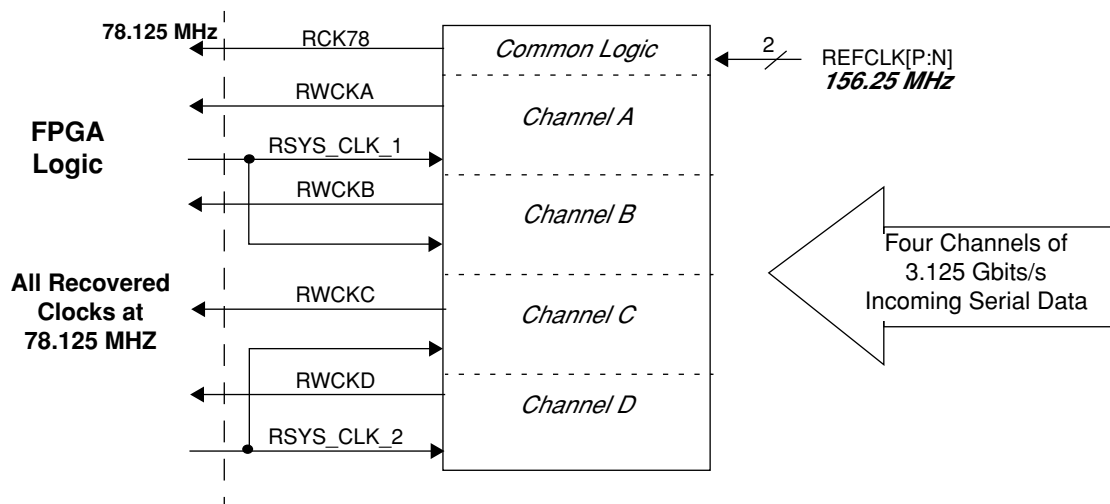 78.125 MHz
RCK78
Common Logic
2
REFCLK[P:N]
156.25 MHz
RWCKA
Channel A
FPGA
Logic
RSYS_CLK_1
RWCKB
Channel B
Four Channels of
3.125 Gbits/s
Incoming Serial Data
All Recovered
Clocks at
78.125 MHZ
RWCKC
Channel C
RWCKD
Channel D
RSYS_CLK_2